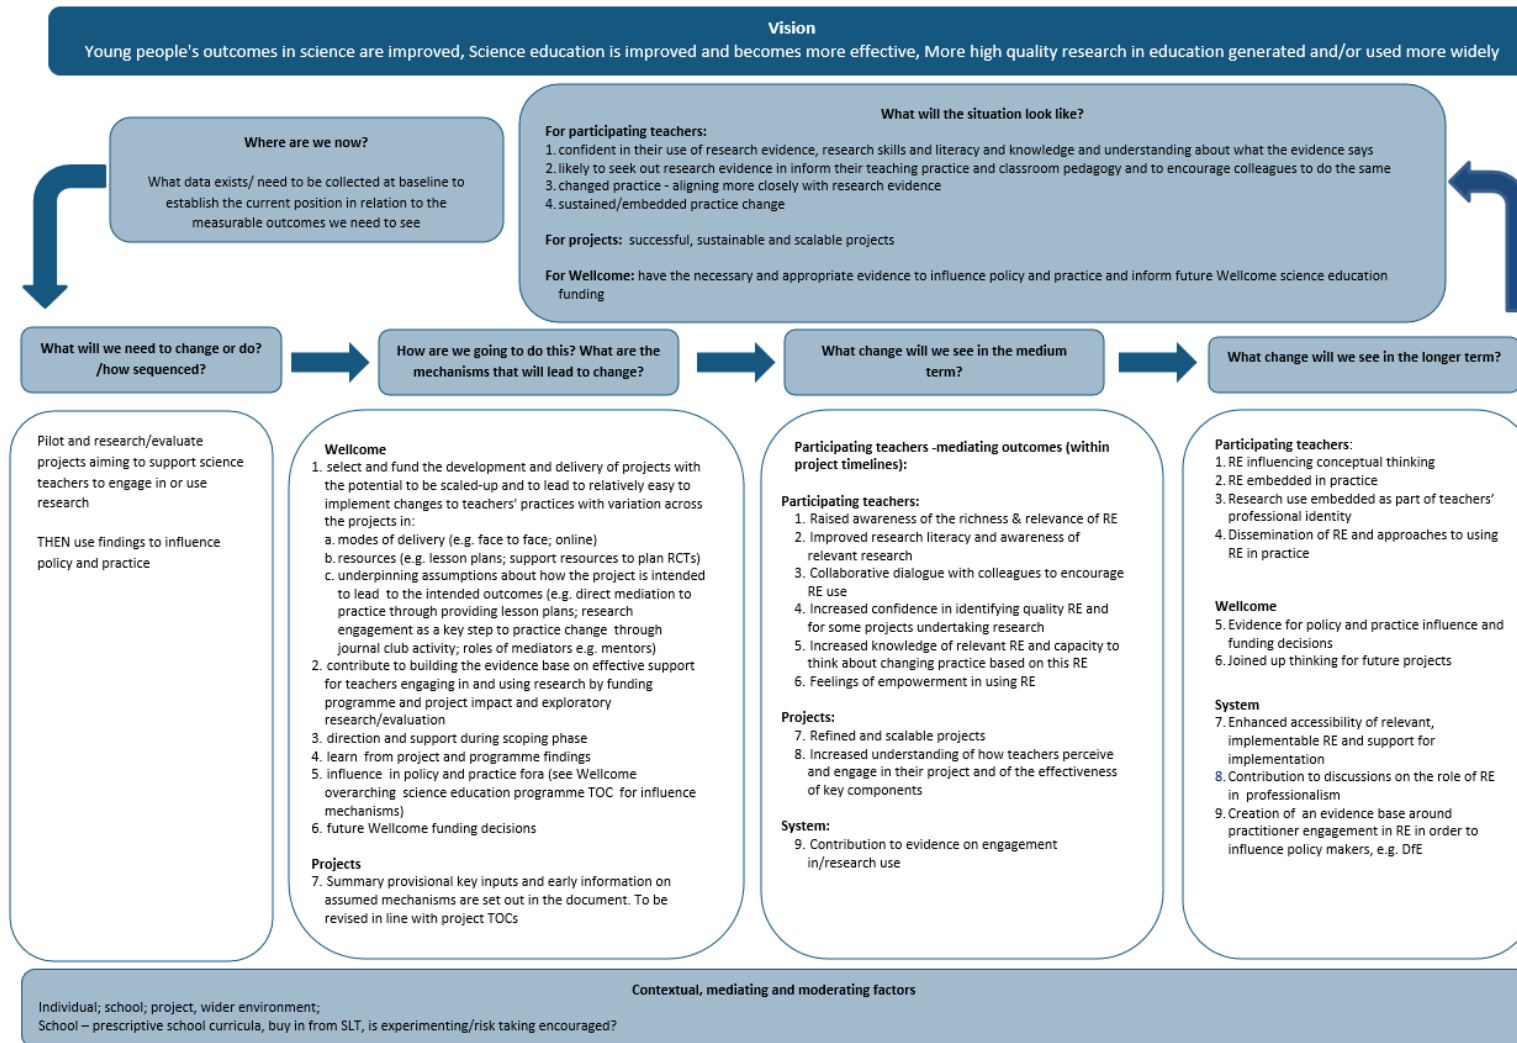 Vision
Young people's outcomes in science are improved, Science education is improved and becomes more effective, More high quality research in education generated and/or used more widely
Where are we now?
What data exists/ need to be collected at baseline to
establish the current position in relation to the
measurable outcomes we need to see
What will the situation look like?
For participating teachers:
1. confident in their use of research evidence, research skills and literacy and knowledge and understanding about what the evidence says
2. likely to seek out research evidence in inform their teaching practice and classroom pedagogy and to encourage colleagues to do the same
3. changed practice - aligning more closely with research evidence
4. sustained/embedded practice change
For projects: successful, sustainable and scalable projects
For Wellcome: have the necessary and appropriate evidence to influence policy and practice and inform future Wellcome science education
funding
What will we need to change or do?
/how sequenced?
How are we going to do this? What are the
mechanisms that will lead to change?
What change will we see in the medium
term?
What change will we see in the longer term?
Pilot and research/evaluate
projects aiming to support science
teachers to engage in or use
research
THEN use findings to influence
policy and practice
Wellcome
1. select and fund the development and delivery of projects with
the potential to be scaled-up and to lead to relatively easy to
implement changes to teachers' practices with variation across
the projects in:
a. modes of delivery (e.g. face to face; online)
b. resources (e.g. lesson plans; support resources to plan RCTs)
c. underpinning assumptions about how the project is intended
to lead to the intended outcomes (e.g. direct mediation to
practice through providing lesson plans; research
engagement as a key step to practice change through
journal club activity; roles of mediators e.g. mentors)
2. contribute to building the evidence base on effective support
for teachers engaging in and using research by funding
programme and project impact and exploratory
research/evaluation
3. direction and support during scoping phase
4. learn from project and programme findings
5. influence in policy and practice fora (see Wellcome
overarching science education programme TOC for influence
mechanisms)
6. future Wellcome funding decisions
Projects
7. Summary provisional key inputs and early information on
assumed mechanisms are set out in the document. To be
revised in line with project TOCs
Participating teachers -mediating outcomes (within
project timelines):
Participating teachers:
1. Raised awareness of the richness & relevance of RE
2. Improved research literacy and awareness of
relevant research
3. Collaborative dialogue with colleagues to encourage
RE use
4. Increased confidence in identifying quality RE and
for some projects undertaking research
5. Increased knowledge of relevant RE and capacity to
think about changing practice based on this RE
6. Feelings of empowerment in using RE
Projects:
7. Refined and scalable projects
8. Increased understanding of how teachers perceive
and engage in their project and of the effectiveness
of key components
System:
9. Contribution to evidence on engagement
in/research use
Participating teachers:
1. RE influencing conceptual thinking
2. RE embedded in practice
3. Research use embedded as part of teachers'
professional identity
4. Dissemination of RE and approaches to using
RE in practice
Wellcome
5. Evidence for policy and practice influence and
funding decisions
6. Joined up thinking for future projects
System
7. Enhanced accessibility of relevant,
implementable RE and support for
implementation
8. Contribution to discussions on the role of RE
in professionalism
9. Creation of an evidence base around
practitioner engagement in RE in order to
influence policy makers, e.g. DfE
Contextual, mediating and moderating factors
Individual; school; project, wider environment;
School – prescriptive school curricula, buy in from SLT, is experimenting/risk taking encouraged?